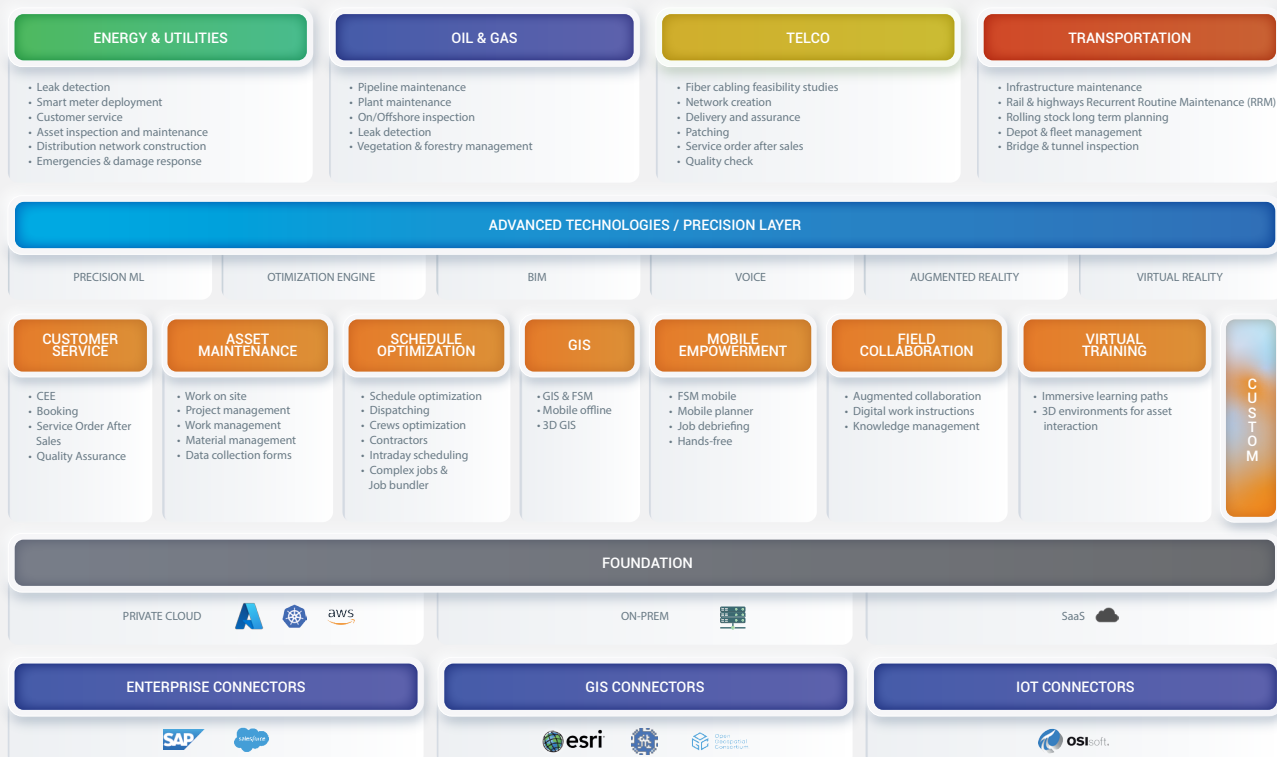 ENERGY & UTILITIES
• Leak detection
• Smart meter deployment
• Customer service
• Asset inspection and maintenance
• Distribution network construction
• Emergencies & damage response
OIL & GAS
• Pipeline maintenance
• Plant maintenance
• On/Offshore inspection
• Leak detection
• Vegetation & forestry management
TELCO
• Fiber cabling feasibility studies
• Network creation
• Delivery and assurance
• Patching
• Service order after sales
• Quality check
TRANSPORTATION
• Infrastructure maintenance
• Rail & highways Recurrent Routine Maintenance (RRM)
• Rolling stock long term planning
• Depot & fleet management
• Bridge & tunnel inspection
ADVANCED TECHNOLOGIES / PRECISION LAYER
PRECISION ML
OTIMIZATION ENGINE
BIM
VOICE
AUGMENTED REALITY
VIRTUAL REALITY
CUSTOMER
SERVICE
• CEE
• Booking
• Service Order After
Sales
• Quality Assurance
ASSET
MAINTENANCE
• Work on site
• Project management
• Work management
• Material management
• Data collection forms
SCHEDULE
OPTIMIZATION
• Schedule optimization
• Dispatching
• Crews optimization
• Contractors
• Intraday scheduling
• Complex jobs &
Job bundler
GIS
• GIS & FSM
• Mobile offline
• 3D GIS
MOBILE
EMPOWERMENT
• FSM mobile
• Mobile planner
• Job debriefing
• Hands-free
FIELD
COLLABORATION
• Augmented collaboration
• Digital work instructions
• Knowledge management
VIRTUAL
TRAINING
• Immersive learning paths
• 3D environments for asset
interaction
CUSTOM
FOUNDATION
PRIVATE CLOUD
aws
ON-PREM
SaaS
ENTERPRISE CONNECTORS
SAP
salesforce
GIS CONNECTORS
esri
Open
Geospatial
Consortium
IOT CONNECTORS
OSIsoft.